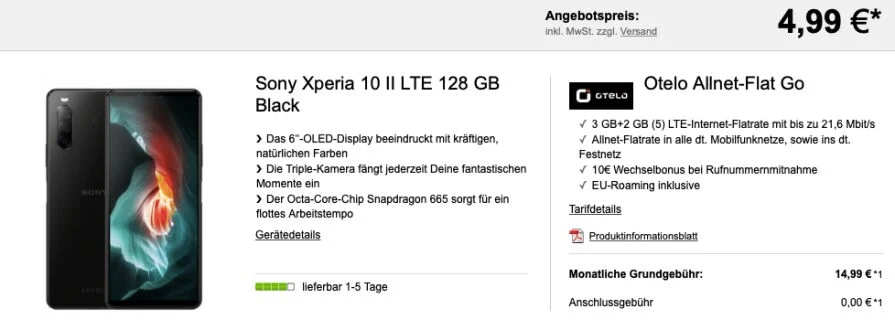 Angebotspreis:
4,99 €*
inkl. MwSt. zzgl. Versand
Sony Xperia 10 II LTE 128 GB
Black
❯ Das 6“-OLED-Display beeindruckt mit kräftigen,
natürlichen Farben
❯ Die Triple-Kamera fängt jederzeit Deine fantastischen
Momente ein
❯ Der Octa-Core-Chip Snapdragon 665 sorgt für ein
flottes Arbeitstempo
Gerätedetails
lieferbar 1-5 Tage
SONY
XPERIA
OTELO
Otelo Allnet-Flat Go
✓ 3 GB+2 GB (5) LTE-Internet-Flatrate mit bis zu 21,6 Mbit/s
✓ Allnet-Flatrate in alle dt. Mobilfunknetze, sowie ins dt.
Festnetz
✓ 10€ Wechselbonus bei Rufnummernmitnahme
✓ EU-Roaming inklusive
Tarifdetails
Produktinformationsblatt
Monatliche Grundgebühr: 14,99 € *1
Anschlussgebühr 0,00 € *1